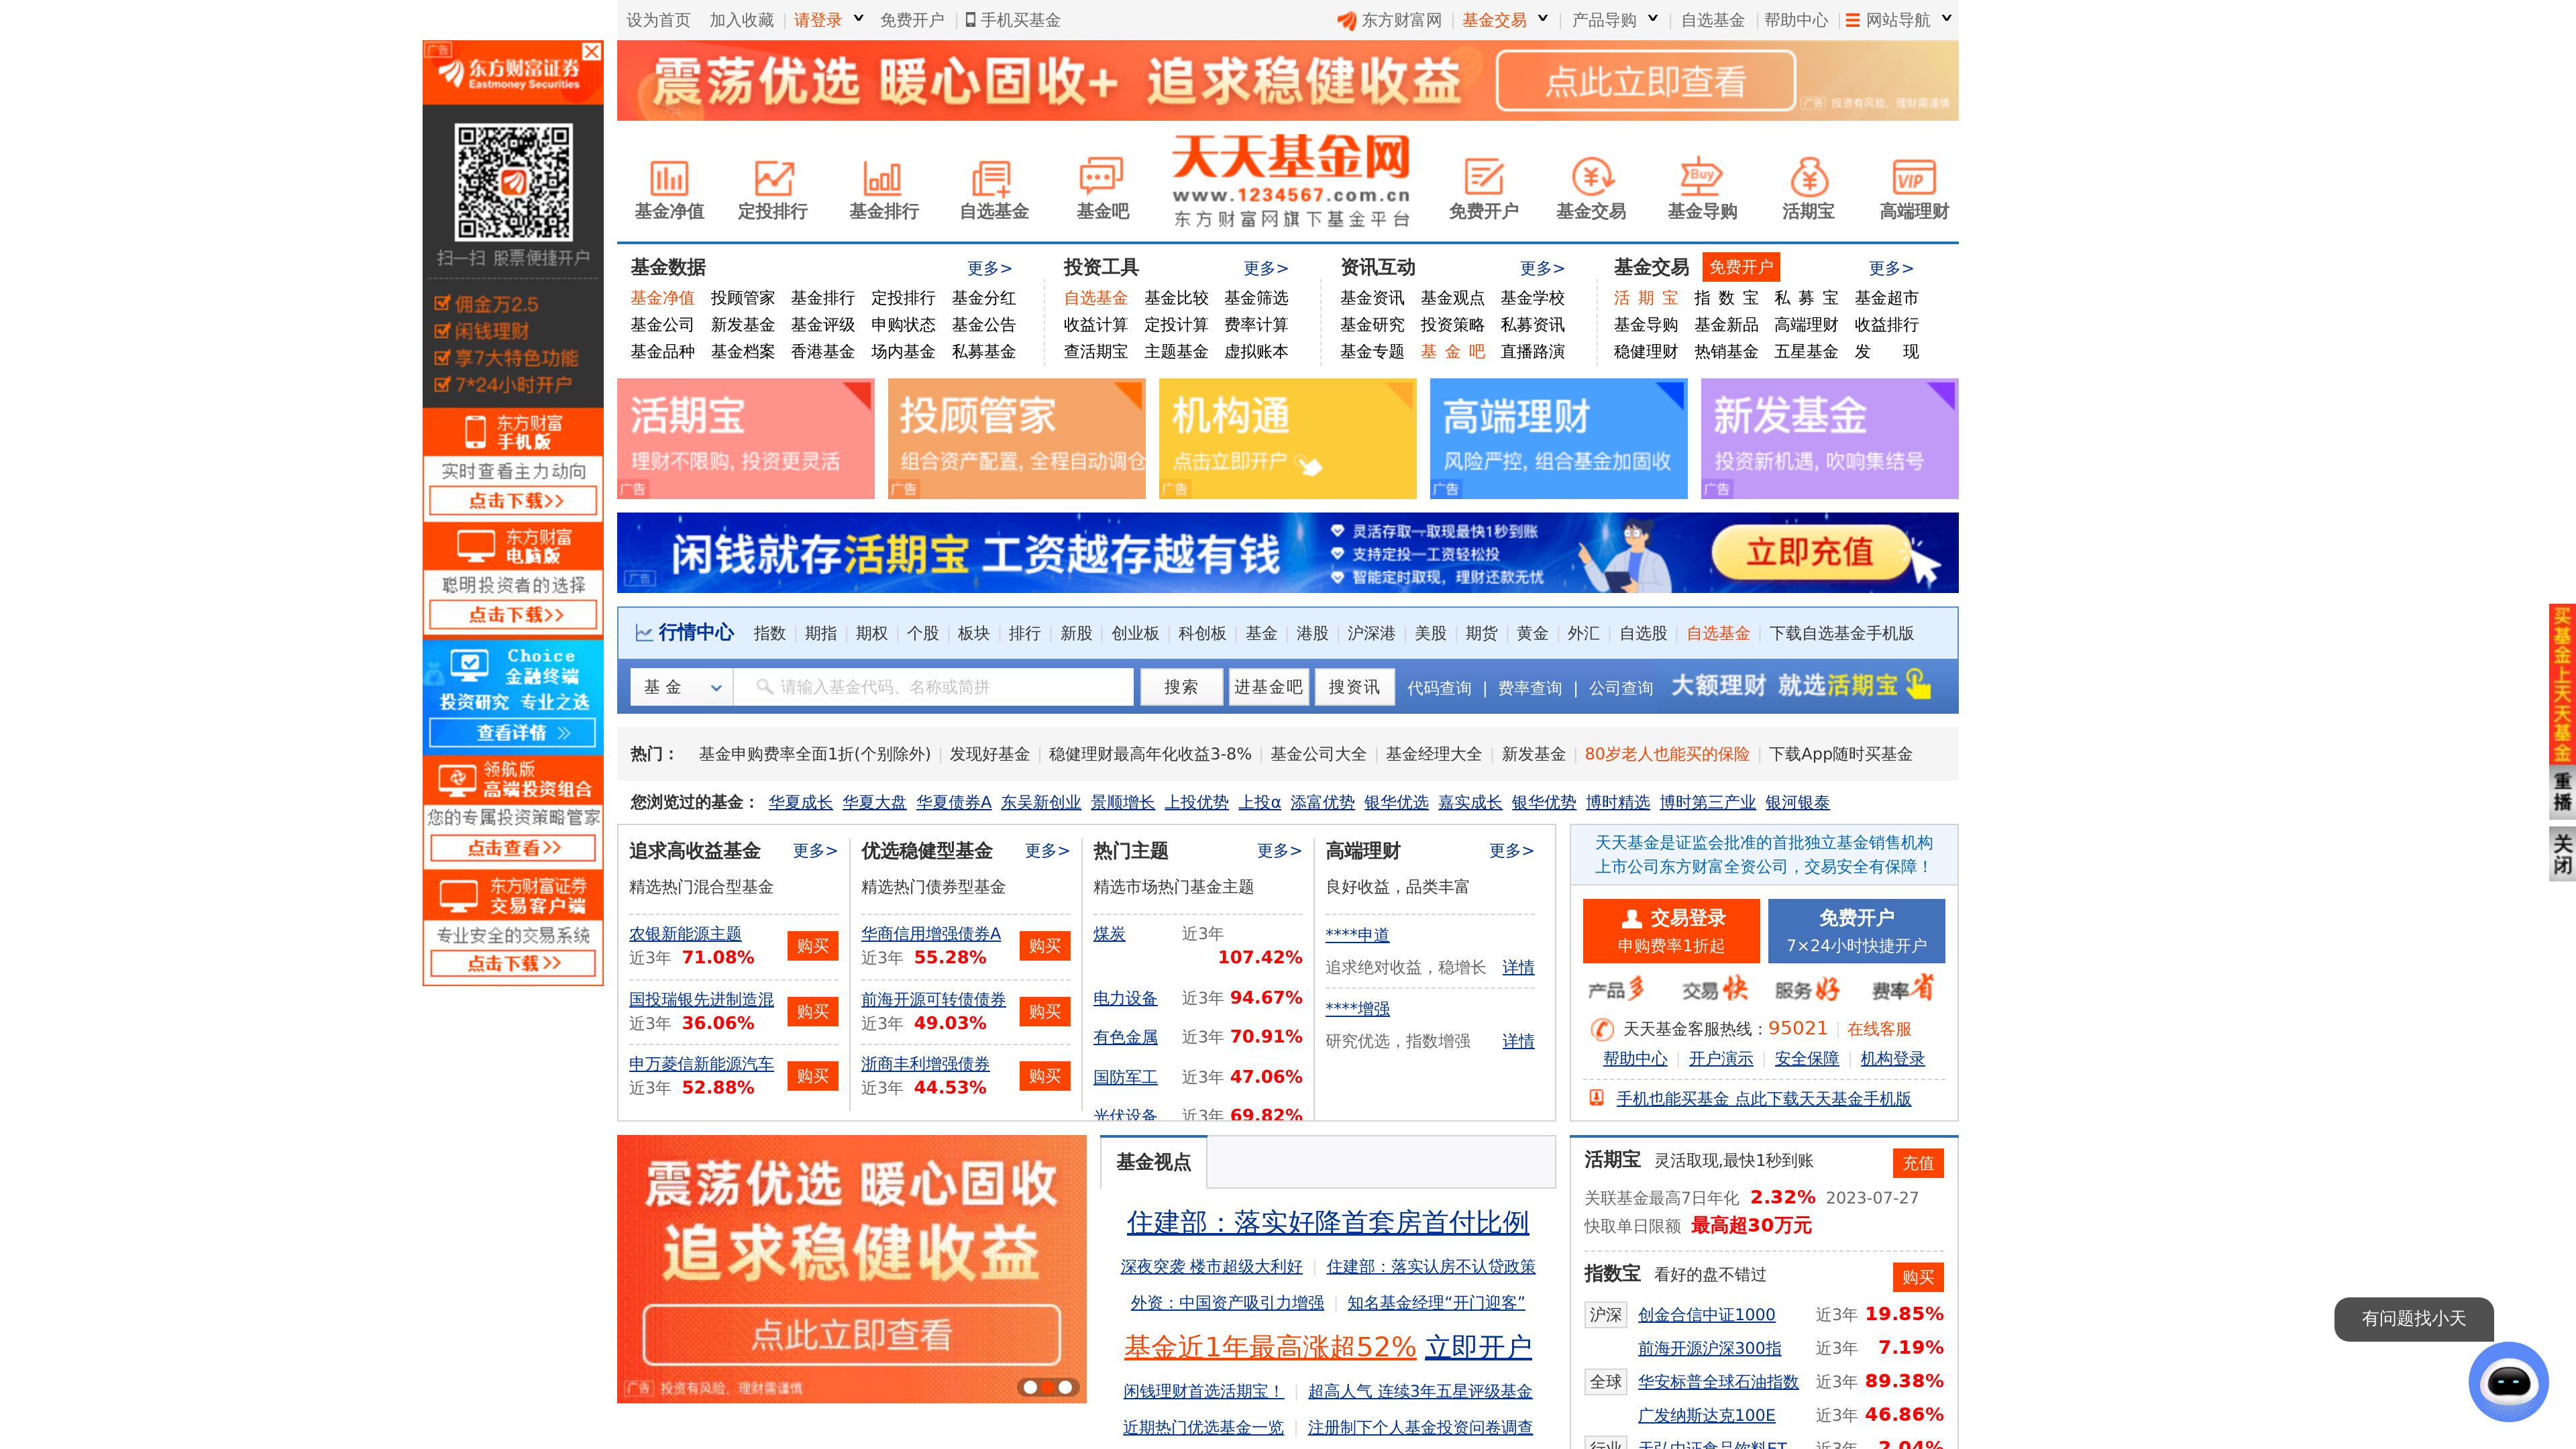 设为首页 加入收藏 请登录 免费开户 手机买基金 东方财富网 基金交易 产品导购 自选基金 帮助中心 网站导航
广告
东方财富证券
Eastmoney Securities
扫一扫 股票便捷开户
佣金万2.5
闲钱理财
享7大特色功能
7*24小时开户
东方财富
手机版
实时查看主力动向
点击下载>>
东方财富
电脑版
聪明投资者的选择
点击下载>>
Choice
金融终端
投资研究 专业之选
查看详情 >>
领航版
高端投资组合
您的专属投资策略管家
点击查看>>
东方财富证券
交易客户端
专业安全的交易系统
点击下载>>
震荡优选 暖心固收+ 追求稳健收益 点此立即查看 广告 投资有风险，理财需谨慎
基金净值 定投排行 基金排行 自选基金 基金吧
天天基金网
www.1234567.com.cn
东方财富网旗下基金平台
Buy VIP
免费开户 基金交易 基金导购 活期宝 高端理财
基金数据 更多>
基金净值 投顾管家 基金排行 定投排行 基金分红
基金公司 新发基金 基金评级 申购状态 基金公告
基金品种 基金档案 香港基金 场内基金 私募基金
投资工具 更多>
自选基金 基金比较 基金筛选
收益计算 定投计算 费率计算
查活期宝 主题基金 虚拟账本
资讯互动 更多>
基金资讯 基金观点 基金学校
基金研究 投资策略 私募资讯
基金专题 基金吧 直播路演
基金交易 免费开户 更多>
活期宝 指数宝 私募宝 基金超市
基金导购 基金新品 高端理财 收益排行
稳健理财 热销基金 五星基金 发现
活期宝
理财不限购, 投资更灵活
广告
投顾管家
组合资产配置, 全程自动调仓
广告
机构通
点击立即开户
广告
高端理财
风险严控, 组合基金加固收
广告
新发基金
投资新机遇, 吹响集结号
广告
闲钱就存活期宝 工资越存越有钱
广告
灵活存取—取现最快1秒到账
支持定投—工资轻松投
智能定时取现，理财还款无忧
立即充值
行情中心 指数 | 期指 | 期权 | 个股 | 板块 | 排行 | 新股 | 创业板 | 科创板 | 基金 | 港股 | 沪深港 | 美股 | 期货 | 黄金 | 外汇 | 自选股 | 自选基金 | 下载自选基金手机版
基金 请输入基金代码、名称或简拼 搜索 进基金吧 搜资讯 代码查询 | 费率查询 | 公司查询 大额理财 就选活期宝
热门： 基金申购费率全面1折(个别除外) | 发现好基金 | 稳健理财最高年化收益3-8% | 基金公司大全 | 基金经理大全 | 新发基金 | 80岁老人也能买的保险 | 下载App随时买基金
您浏览过的基金： 华夏成长 华夏大盘 华夏债券A 东吴新创业 景顺增长 上投优势 上投α 添富优势 银华优选 嘉实成长 银华优势 博时精选 博时第三产业 银河银泰
追求高收益基金 更多>
精选热门混合型基金
农银新能源主题 购买
近3年 71.08%
国投瑞银先进制造混 购买
近3年 36.06%
申万菱信新能源汽车 购买
近3年 52.88%
优选稳健型基金 更多>
精选热门债券型基金
华商信用增强债券A 购买
近3年 55.28%
前海开源可转债债券 购买
近3年 49.03%
浙商丰利增强债券 购买
近3年 44.53%
热门主题 更多>
精选市场热门基金主题
煤炭 近3年
107.42%
电力设备 近3年 94.67%
有色金属 近3年 70.91%
国防军工 近3年 47.06%
光伏设备 近3年 69.82%
高端理财 更多>
良好收益，品类丰富
****申道
追求绝对收益，稳增长 详情
****增强
研究优选，指数增强 详情
天天基金是证监会批准的首批独立基金销售机构
上市公司东方财富全资公司，交易安全有保障！
交易登录
申购费率1折起
免费开户
7×24小时快捷开户
产品多 交易快 服务好 费率省
天天基金客服热线：95021 | 在线客服
帮助中心 | 开户演示 | 安全保障 | 机构登录
手机也能买基金 点此下载天天基金手机版
震荡优选 暖心固收
追求稳健收益
点此立即查看
广告 投资有风险，理财需谨慎
基金视点
住建部：落实好降首套房首付比例
深夜突袭 楼市超级大利好 | 住建部：落实认房不认贷政策
外资：中国资产吸引力增强 | 知名基金经理“开门迎客”
基金近1年最高涨超52% 立即开户
闲钱理财首选活期宝！ | 超高人气 连续3年五星评级基金
近期热门优选基金一览 | 注册制下个人基金投资问卷调查
活期宝 灵活取现,最快1秒到账 充值
关联基金最高7日年化 2.32% 2023-07-27
快取单日限额 最高超30万元
指数宝 看好的盘不错过 购买
沪深 创金合信中证1000 近3年 19.85%
前海开源沪深300指 近3年 7.19%
全球 华安标普全球石油指数 近3年 89.38%
广发纳斯达克100E 近3年 46.86%
行业 天弘中证食品饮料ET 近3年 2.04%
买基金上天天基金
重播
关闭
有问题找小天